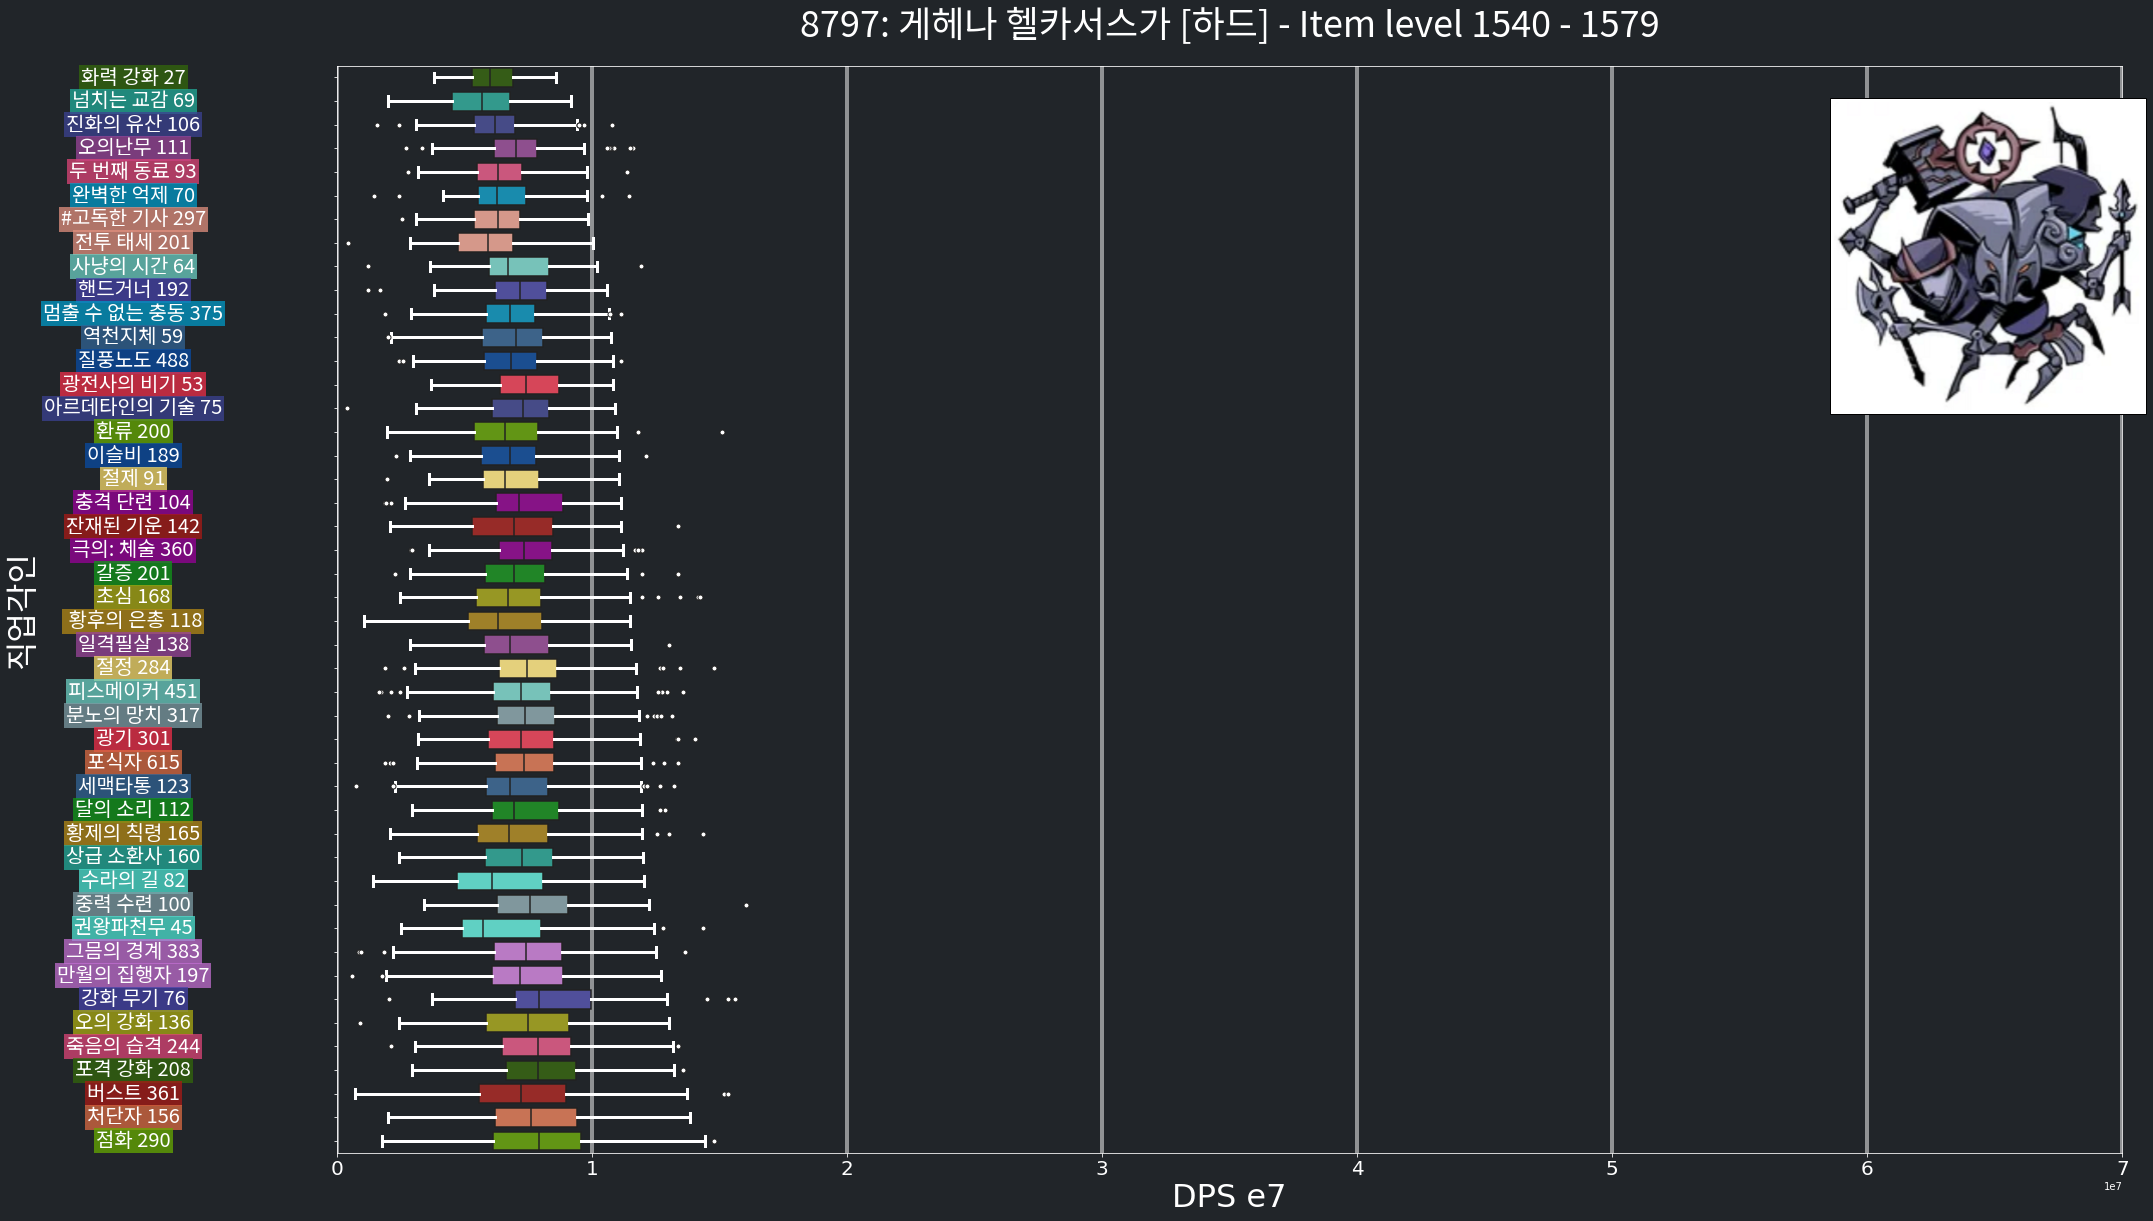 8797: 게헤나 헬카서스가 [하드] - Item level 1540 - 1579
화력 강화 27
넘치는 교감 69
진화의 유산 106
오의난무 111
두 번째 동료 93
완벽한 억제 70
#고독한 기사 297
전투 태세 201
사냥의 시간 64
핸드거너 192
멈출 수 없는 충동 375
역천지체 59
질풍노도 488
광전사의 비기 53
아르데타인의 기술 75
환류 200
이슬비 189
절제 91
충격 단련 104
잔재된 기운 142
극의: 체술 360
갈증 201
초심 168
황후의 은총 118
일격필살 138
절정 284
피스메이커 451
분노의 망치 317
광기 301
포식자 615
세맥타통 123
달의 소리 112
황제의 칙령 165
상급 소환사 160
수라의 길 82
중력 수련 100
권왕파천무 45
그믐의 경계 383
만월의 집행자 197
강화 무기 76
오의 강화 136
죽음의 습격 244
포격 강화 208
버스트 361
처단자 156
점화 290
직업각인
0 1 2 3 4 5 6 7
1e7
DPS e7